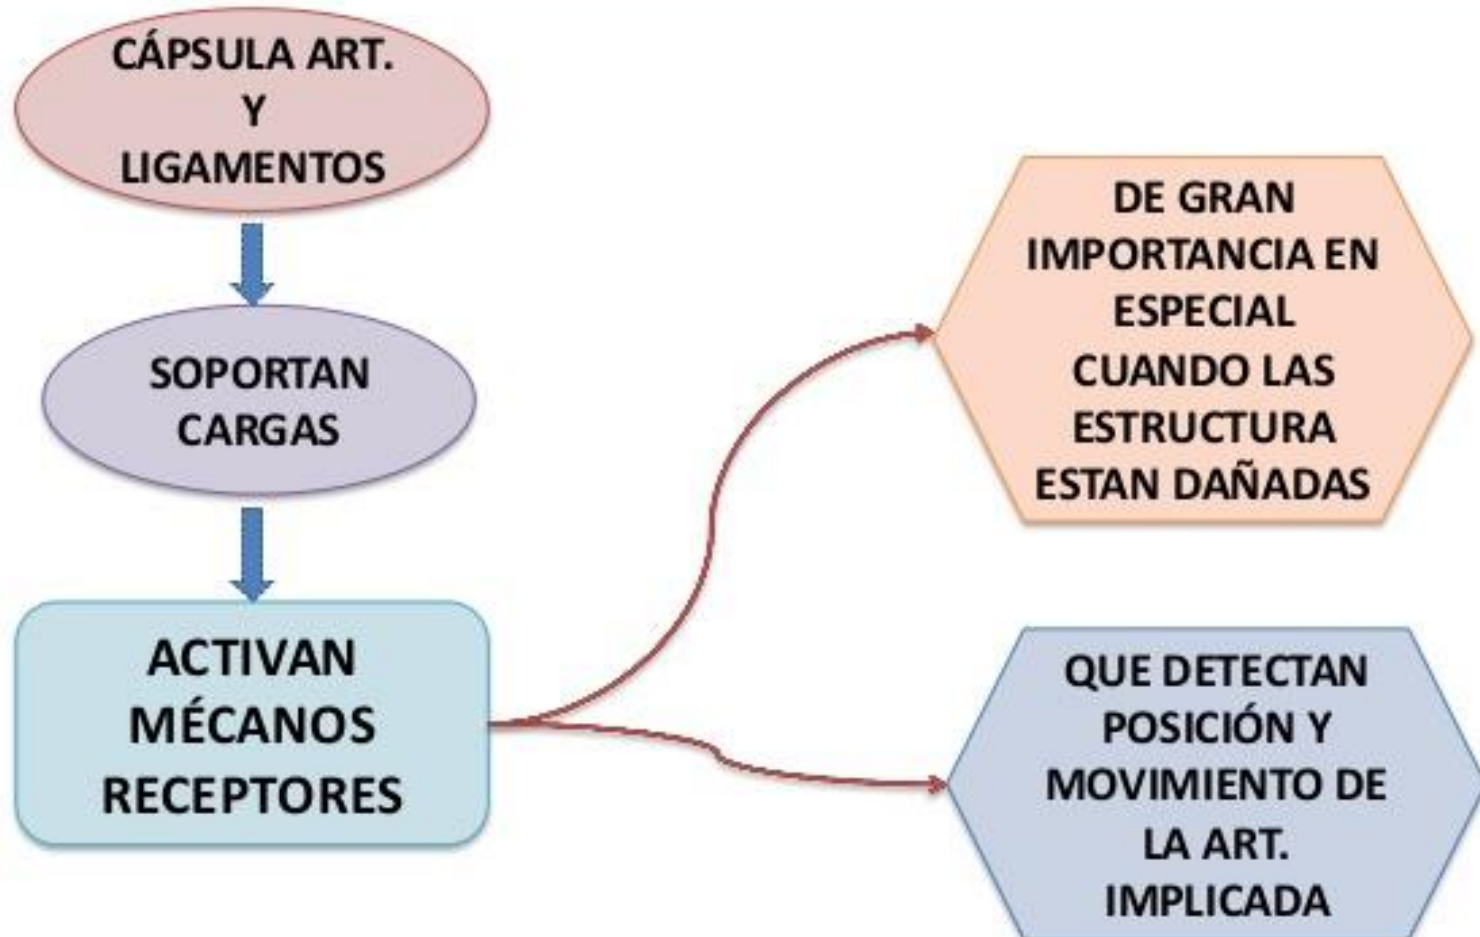 CÁPSULA ART.
Y
LIGAMENTOS
SOPORTAN
CARGAS
ACTIVAN
MÉCANOS
RECEPTORES
DE GRAN
IMPORTANCIA EN
ESPECIAL
CUANDO LAS
ESTRUCTURA
ESTAN DAÑADAS
QUE DETECTAN
POSICIÓN Y
MOVIMIENTO DE
LA ART.
IMPLICADA